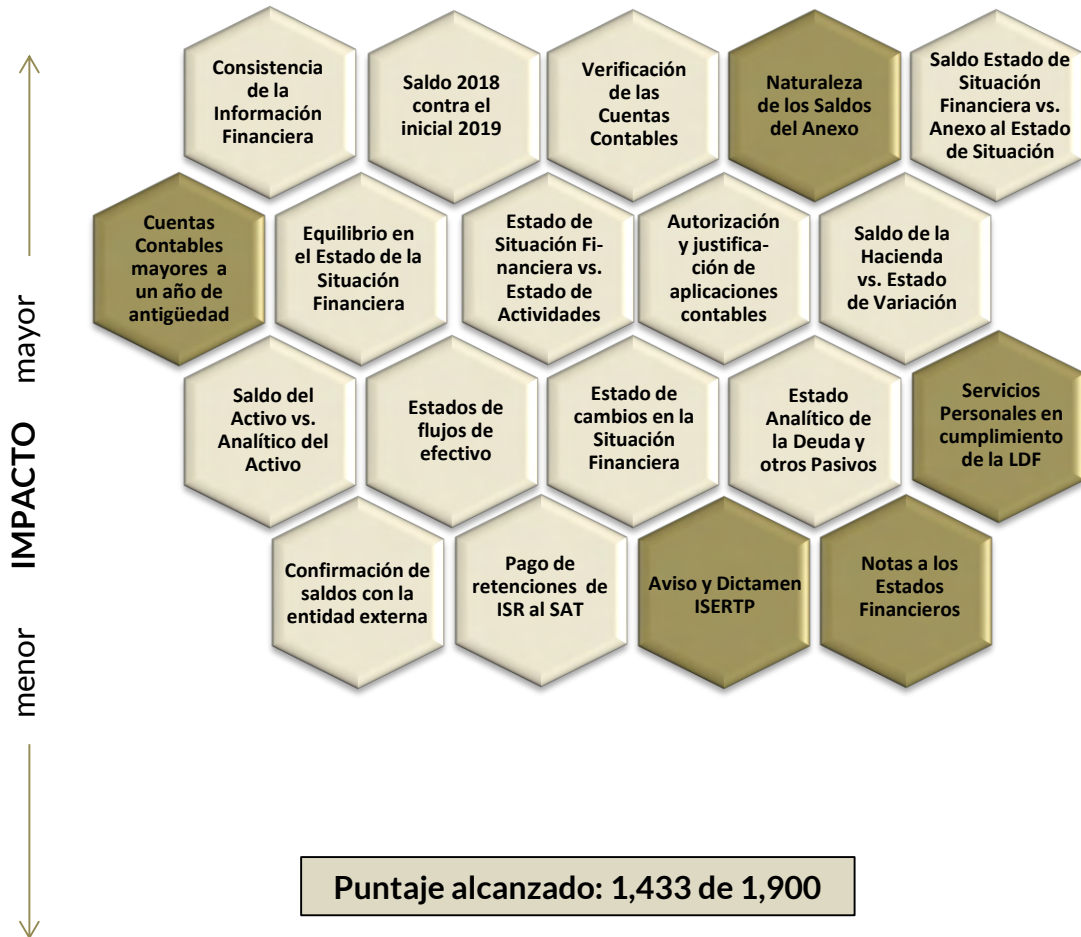 Consistencia
de la
Información
Financiera
Saldo 2018
contra el
inicial 2019
Verificación
de las
Cuentas
Contables
Naturaleza
de los Saldos
del Anexo
Saldo Estado de
Situación
Financiera vs.
Anexo al Estado
de Situación
Cuentas
Contables
mayores a
un año de
antigüedad
Equilibrio en
el Estado de la
Situación
Financiera
Estado de
Situación Fi-
nanciera vs.
Estado de
Actividades
Autorización
y justifica-
ción de
aplicaciones
contables
Saldo de la
Hacienda
vs. Estado
de Variación
Saldo del
Activo vs.
Analítico del
Activo
Estados de
flujos de
efectivo
Estado de
cambios en la
Situación
Financiera
Estado
Analítico de
la Deuda y
otros Pasivos
Servicios
Personales en
cumplimiento
de la LDF
Confirmación de
saldos con la
entidad externa
Pago de
retenciones de
ISR al SAT
Aviso y Dictamen
ISERTP
Notas a los
Estados
Financieros
menor IMPACTO mayor
Puntaje alcanzado: 1,433 de 1,900